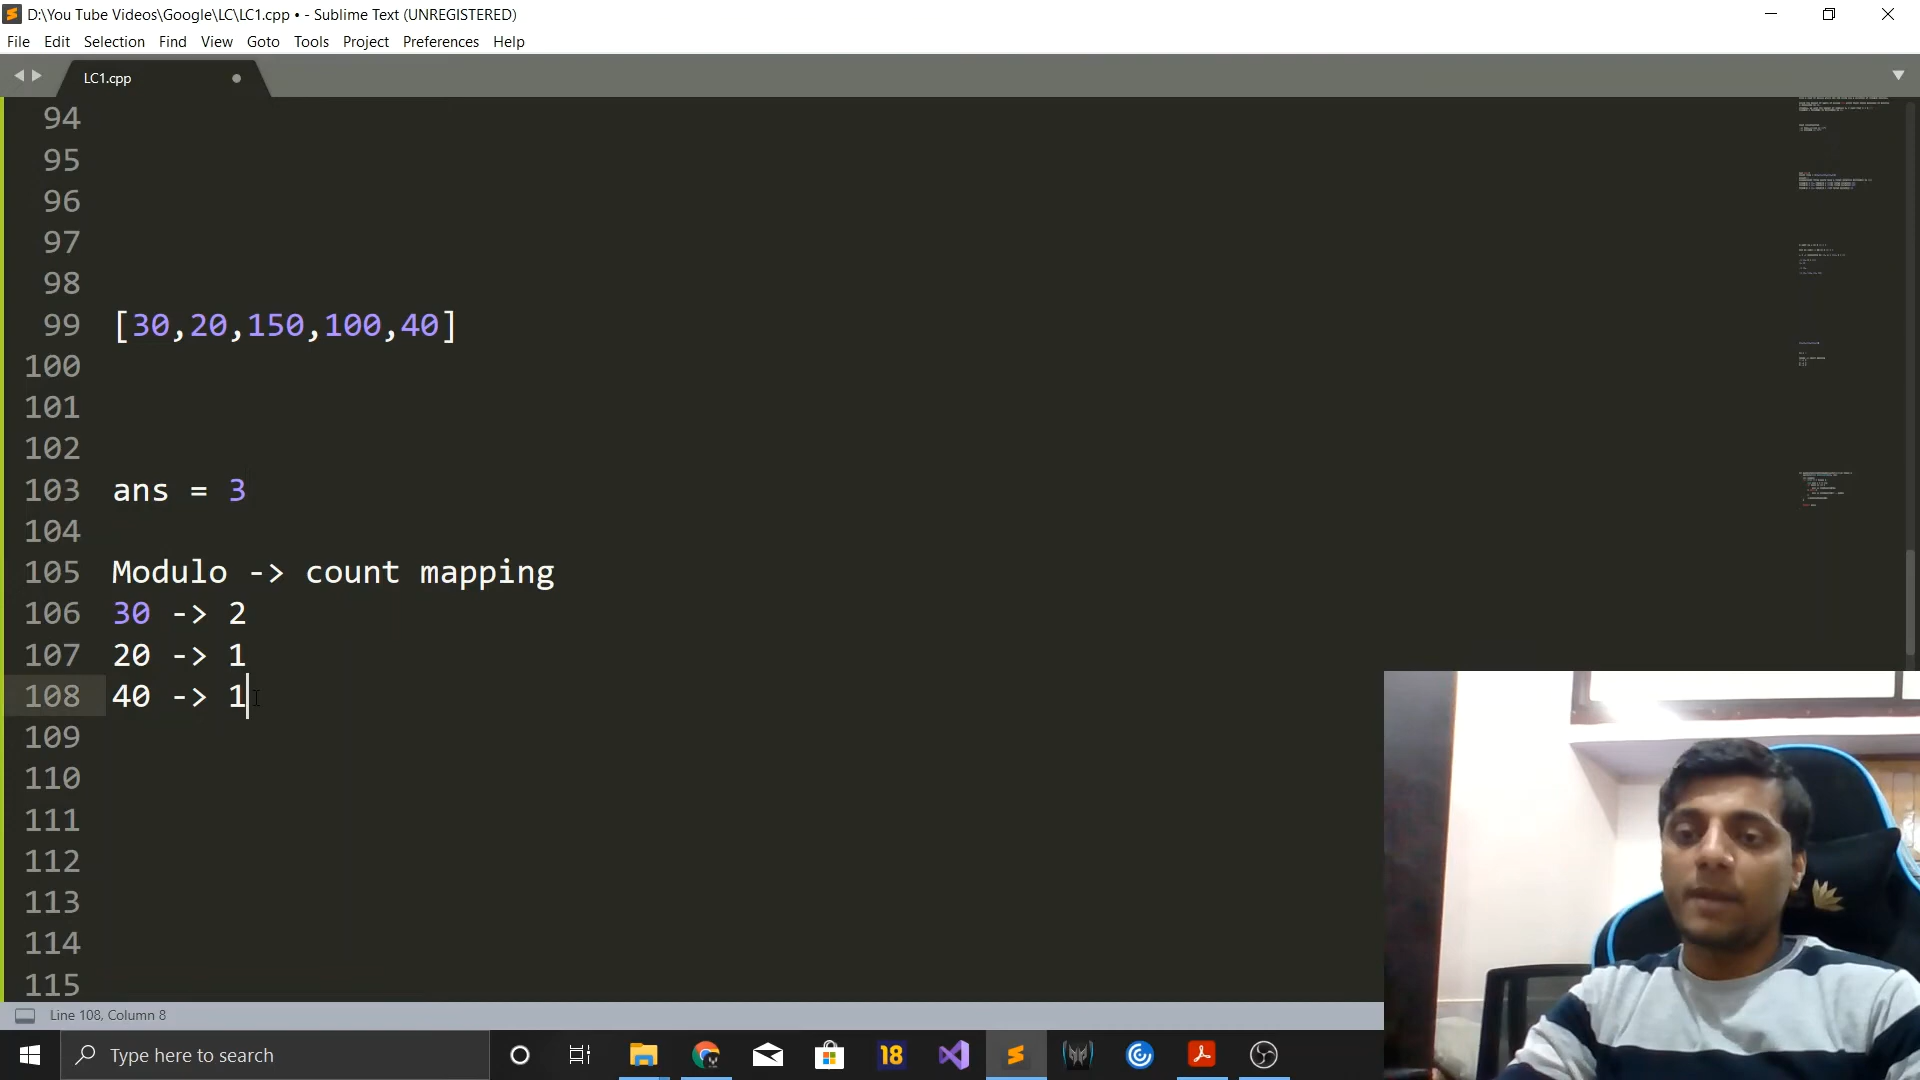 D:\You Tube Videos\Google\LC\LC1.cpp • - Sublime Text (UNREGISTERED)
File Edit Selection Find View Goto Tools Project Preferences Help
LC1.cpp
94
95
96
97
98
99 [30,20,150,100,40]
100
101
102
103 ans = 3
104
105 Modulo -> count mapping
106 30 -> 2
107 20 -> 1
108 40 -> 1
109
110
111
112
113
114
115
Line 108, Column 8
Type here to search
18